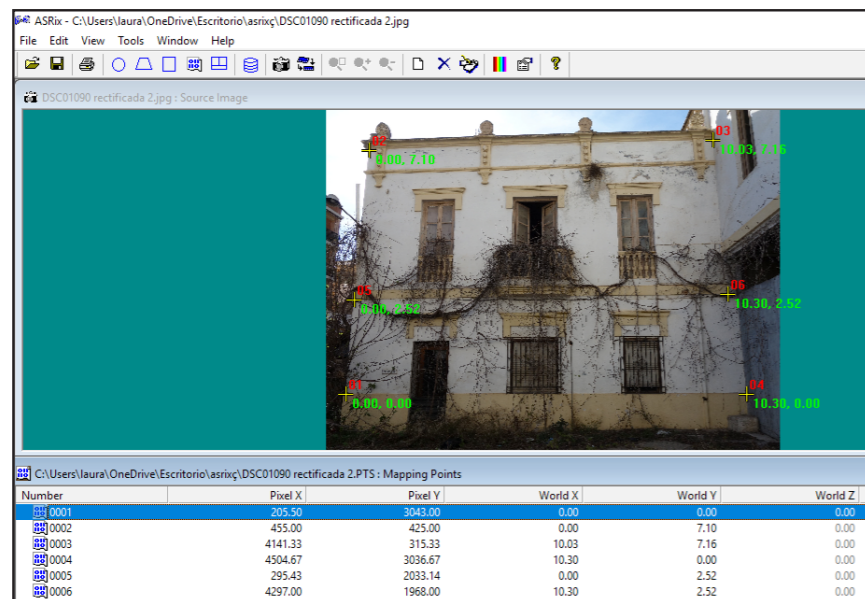 ASRix - C:\Users\laura\OneDrive\Escritorio\asrixç\DSC01090 rectificada 2.jpg
File Edit View Tools Window Help
DSC01090 rectificada 2.jpg : Source Image
02
0.00, 7.10
03
10.03, 7.16
05
0.00, 2.52
06
10.30, 2.52
01
0.00, 0.00
04
10.30, 0.00
C:\Users\laura\OneDrive\Escritorio\asrixç\DSC01090 rectificada 2.PTS : Mapping Points
Number Pixel X Pixel Y World X World Y World Z
0001 205.50 3043.00 0.00 0.00 0.00
0002 455.00 425.00 0.00 7.10 0.00
0003 4141.33 315.33 10.03 7.16 0.00
0004 4504.67 3036.67 10.30 0.00 0.00
0005 295.43 2033.14 0.00 2.52 0.00
0006 4297.00 1968.00 10.30 2.52 0.00